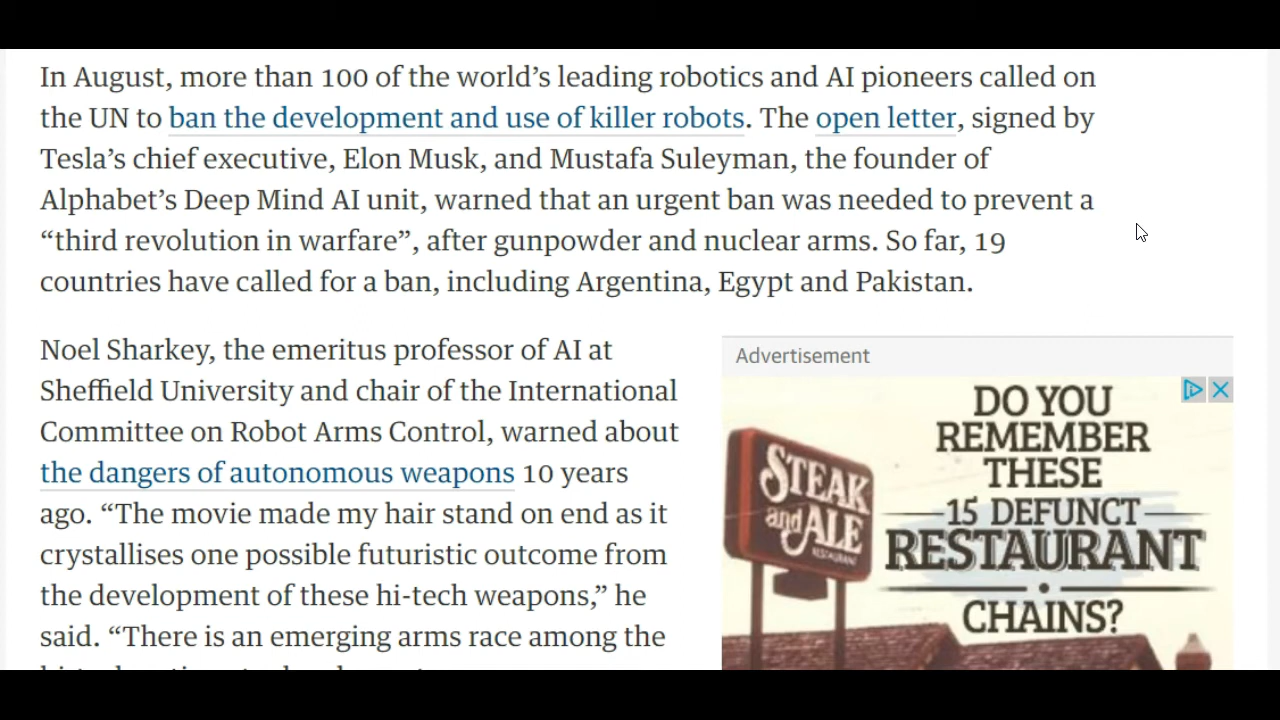 In August, more than 100 of the world’s leading robotics and AI pioneers called on
the UN to ban the development and use of killer robots. The open letter, signed by
Tesla’s chief executive, Elon Musk, and Mustafa Suleyman, the founder of
Alphabet’s Deep Mind AI unit, warned that an urgent ban was needed to prevent a
“third revolution in warfare”, after gunpowder and nuclear arms. So far, 19
countries have called for a ban, including Argentina, Egypt and Pakistan.
Noel Sharkey, the emeritus professor of AI at
Sheffield University and chair of the International
Committee on Robot Arms Control, warned about
the dangers of autonomous weapons 10 years
ago. “The movie made my hair stand on end as it
crystallises one possible futuristic outcome from
the development of these hi-tech weapons,” he
said. “There is an emerging arms race among the
Advertisement
STEAK
and ALE
RESTAURANT
DO YOU
REMEMBER
THESE
15 DEFUNCT
RESTAURANT
CHAINS?